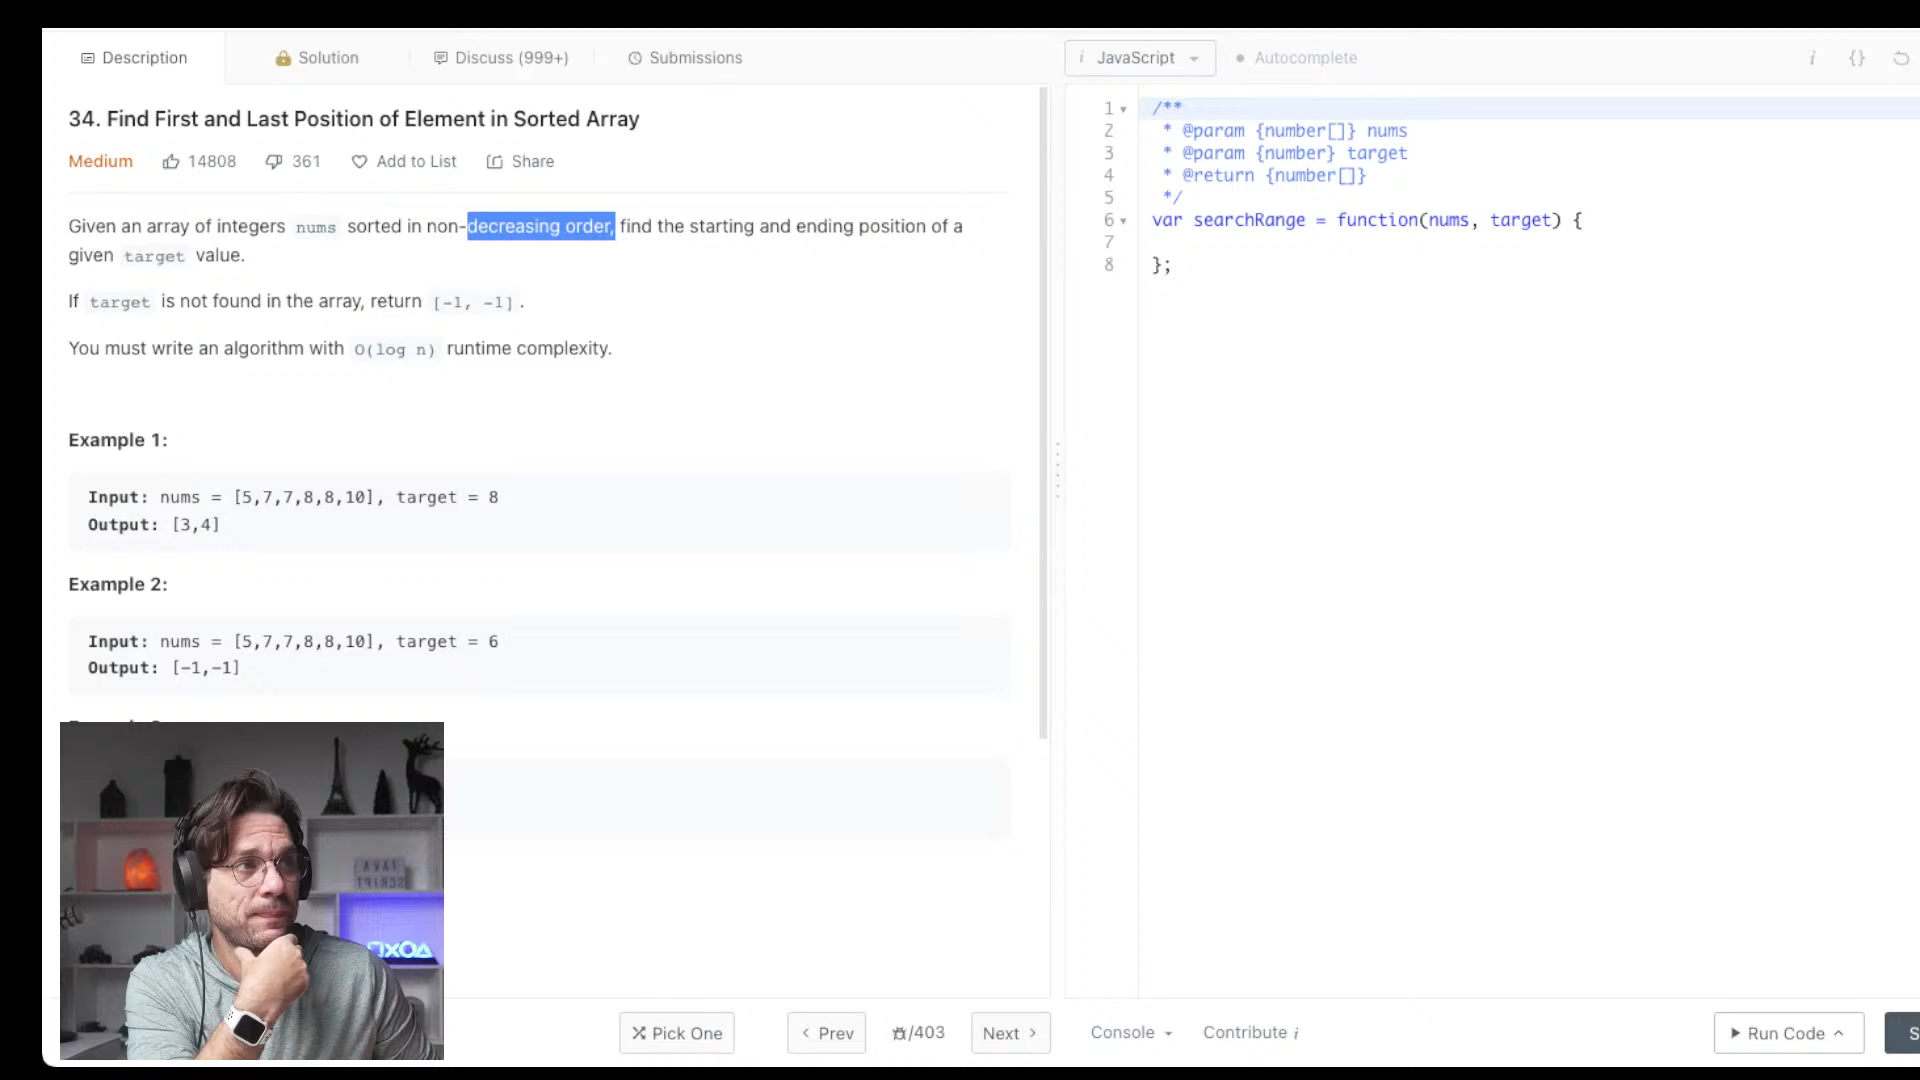 Description
Solution
Discuss (999+)
Submissions
i JavaScript
Autocomplete
i {}
34. Find First and Last Position of Element in Sorted Array
Medium 14808 361 Add to List Share
Given an array of integers nums sorted in non-decreasing order, find the starting and ending position of a
given target value.
If target is not found in the array, return [-1, -1].
You must write an algorithm with O(log n) runtime complexity.
Example 1:
Input: nums = [5,7,7,8,8,10], target = 8
Output: [3,4]
Example 2:
Input: nums = [5,7,7,8,8,10], target = 6
Output: [-1,-1]
1 /**
2 * @param {number[]} nums
3 * @param {number} target
4 * @return {number[]}
5 */
6 var searchRange = function(nums, target) {
7
8 };
AVAL
TPIЯƆƧ
Pick One
Prev
/403
Next
Console
Contribute i
Run Code
S